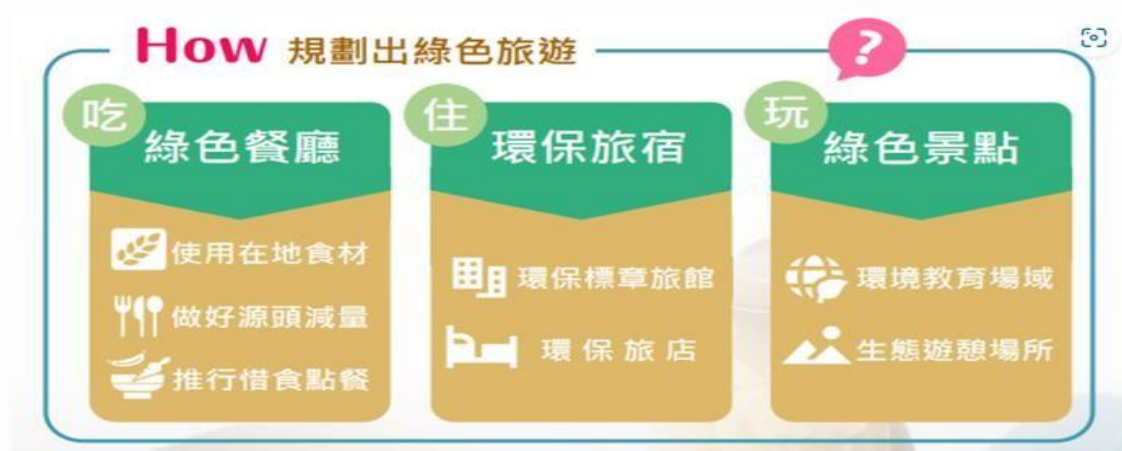 How 規劃出綠色旅遊
?
吃
綠色餐廳
使用在地食材
做好源頭減量
推行惜食點餐
住
環保旅宿
環保標章旅館
環保旅店
玩
綠色景點
環境教育場域
生態遊憩場所